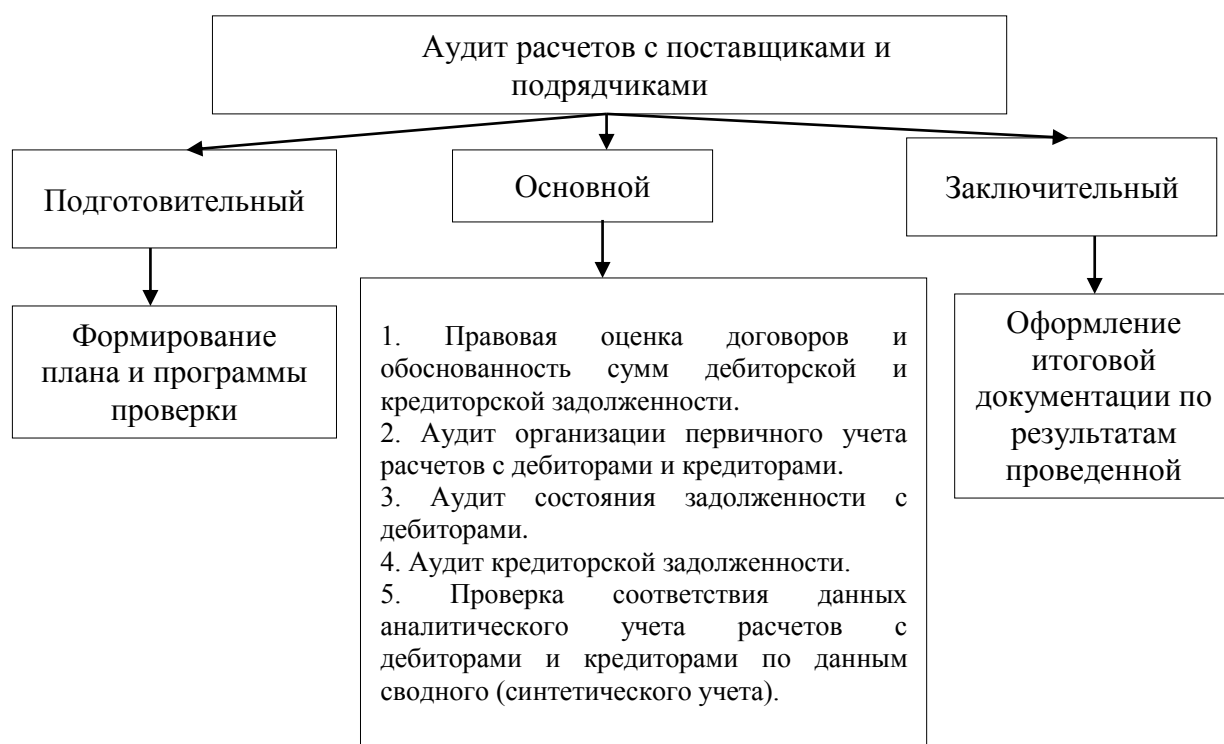 Аудит расчетов с поставщиками и
подрядчиками
Подготовительный
Основной
Заключительный
Формирование
плана и программы
проверки
1. Правовая оценка договоров и
обоснованность сумм дебиторской и
кредиторской задолженности.
2. Аудит организации первичного учета
расчетов с дебиторами и кредиторами.
3. Аудит состояния задолженности с
дебиторами.
4. Аудит кредиторской задолженности.
5. Проверка соответствия данных
аналитического учета расчетов с
дебиторами и кредиторами по данным
сводного (синтетического учета).
Оформление
итоговой
документации по
результатам
проведенной